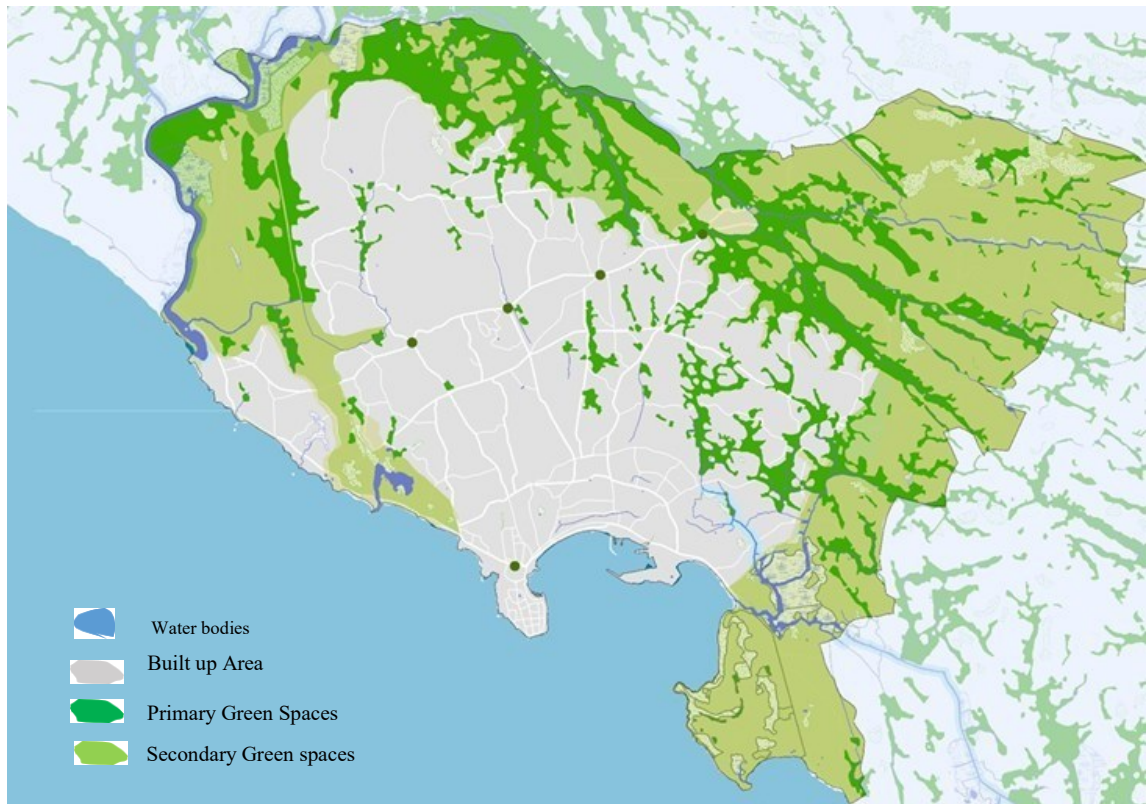 Water bodies
Built up Area
Primary Green Spaces
Secondary Green spaces